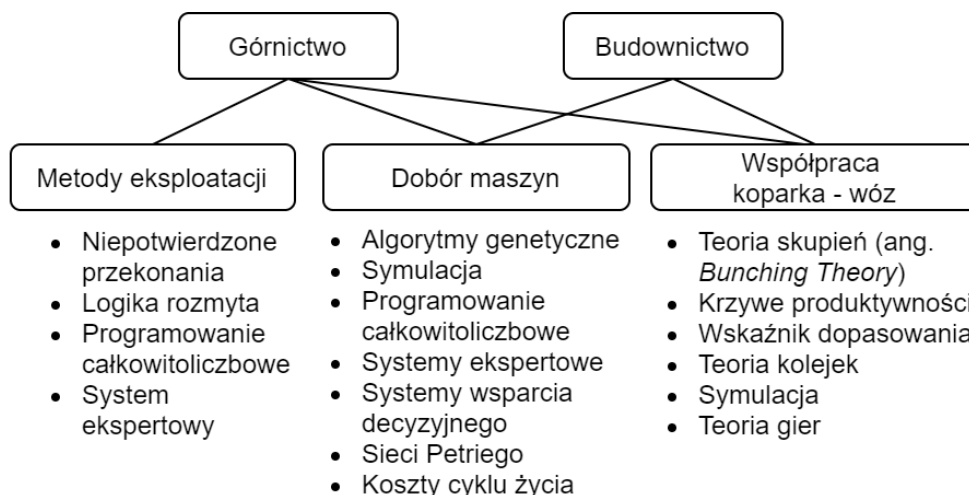 Górnictwo
Budownictwo
Metody eksploatacji
Dobór maszyn
Współpraca
koparka - wóz
• Niepotwierdzone
przekonania
• Logika rozmyta
• Programowanie
całkowitoliczbowe
• System
ekspertowy
• Algorytmy genetyczne
• Symulacja
• Programowanie
całkowitoliczbowe
• Systemy ekspertowe
• Systemy wsparcia
decyzyjnego
• Sieci Petriego
• Koszty cyklu życia
• Teoria skupień (ang.
Bunching Theory)
• Krzywe produktywności
• Wskaźnik dopasowania
• Teoria kolejek
• Symulacja
• Teoria gier